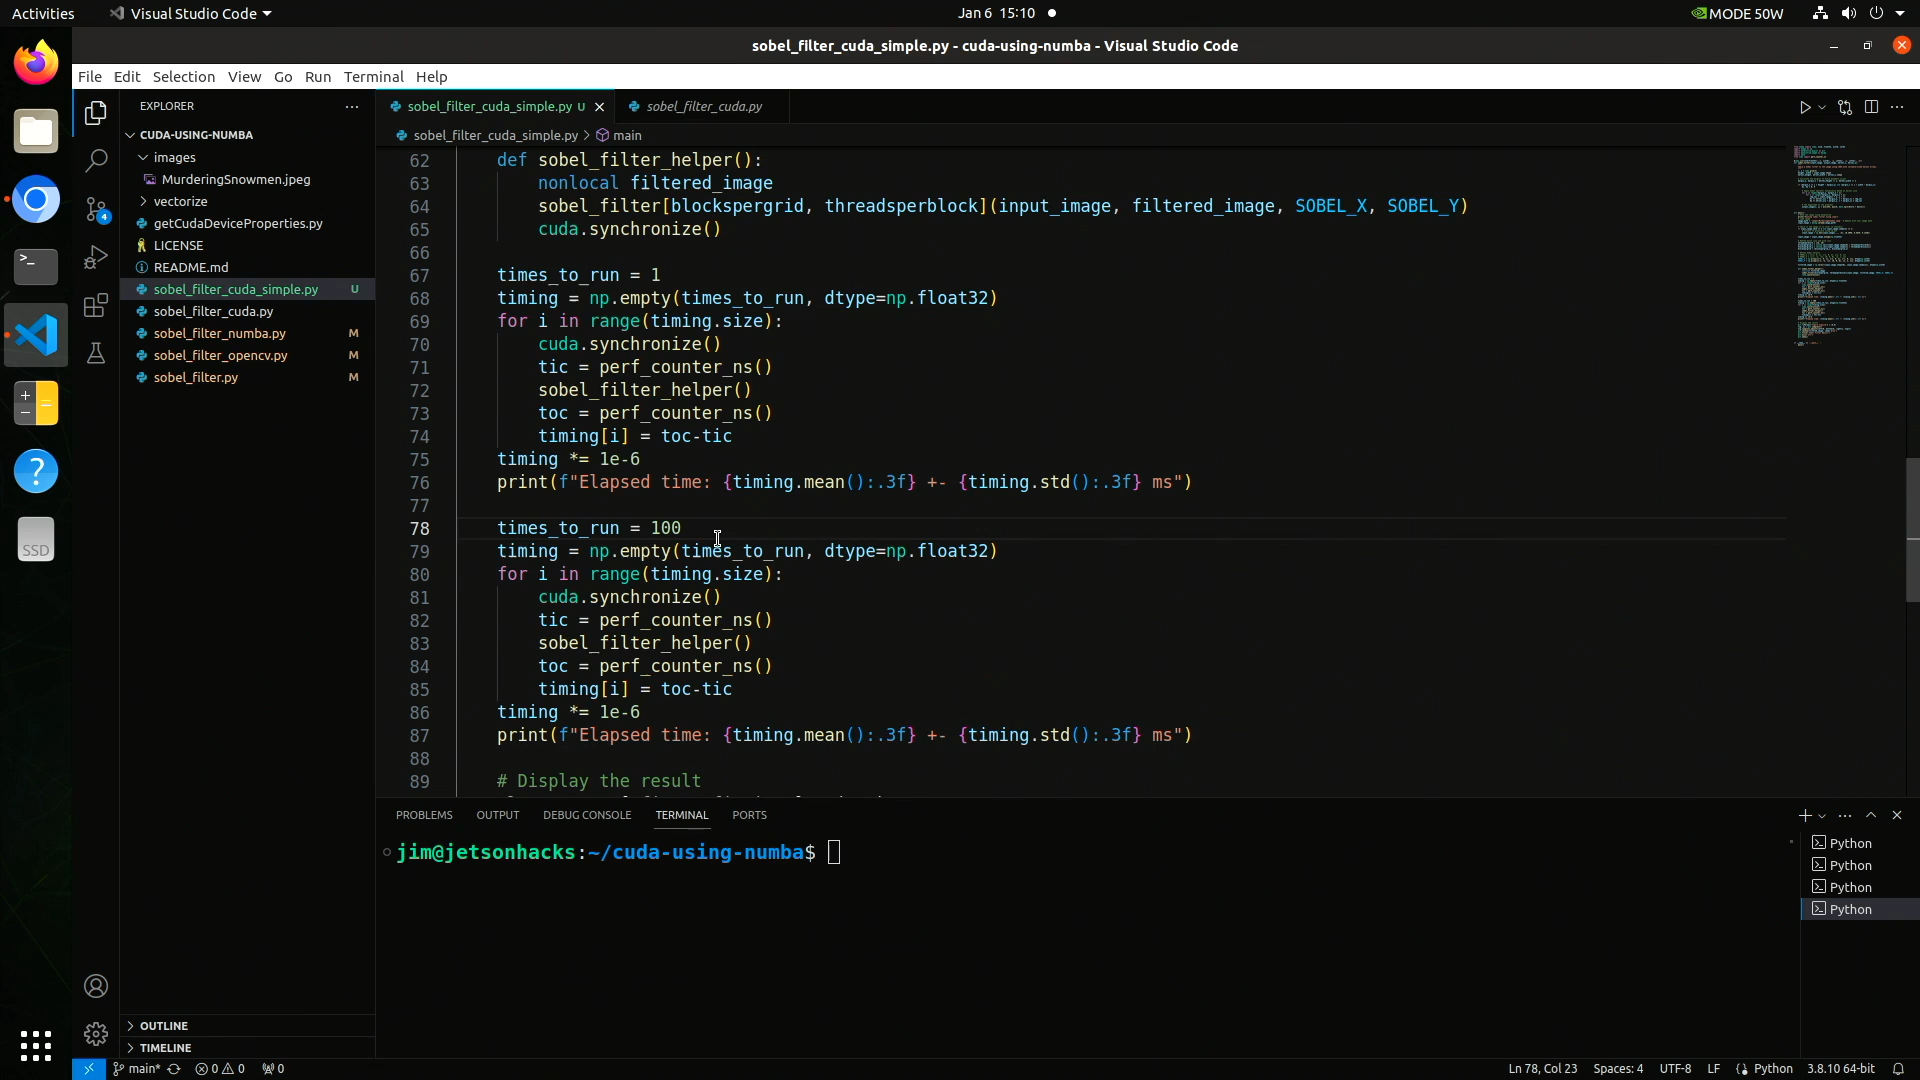 Activities
Visual Studio Code
Jan 6 15:10
MODE 50W
sobel_filter_cuda_simple.py - cuda-using-numba - Visual Studio Code
File Edit Selection View Go Run Terminal Help
EXPLORER
CUDA-USING-NUMBA
images
MurderingSnowmen.jpeg
vectorize
getCudaDeviceProperties.py
LICENSE
README.md
sobel_filter_cuda_simple.py U
sobel_filter_cuda.py
sobel_filter_numba.py M
sobel_filter_opencv.py M
sobel_filter.py M
OUTLINE
TIMELINE
4
SSD
sobel_filter_cuda_simple.py U
sobel_filter_cuda.py
sobel_filter_cuda_simple.py > main
62 def sobel_filter_helper():
63 nonlocal filtered_image
64 sobel_filter[blockspergrid, threadsperblock](input_image, filtered_image, SOBEL_X, SOBEL_Y)
65 cuda.synchronize()
66
67 times_to_run = 1
68 timing = np.empty(times_to_run, dtype=np.float32)
69 for i in range(timing.size):
70 cuda.synchronize()
71 tic = perf_counter_ns()
72 sobel_filter_helper()
73 toc = perf_counter_ns()
74 timing[i] = toc-tic
75 timing *= 1e-6
76 print(f"Elapsed time: {timing.mean():.3f} +- {timing.std():.3f} ms")
77
78 times_to_run = 100
79 timing = np.empty(times_to_run, dtype=np.float32)
80 for i in range(timing.size):
81 cuda.synchronize()
82 tic = perf_counter_ns()
83 sobel_filter_helper()
84 toc = perf_counter_ns()
85 timing[i] = toc-tic
86 timing *= 1e-6
87 print(f"Elapsed time: {timing.mean():.3f} +- {timing.std():.3f} ms")
88
89 # Display the result
PROBLEMS OUTPUT DEBUG CONSOLE TERMINAL PORTS
jim@jetsonhacks:~/cuda-using-numba$
Python
Python
Python
Python
main* 0 0 0
Ln 78, Col 23 Spaces: 4 UTF-8 LF Python 3.8.10 64-bit